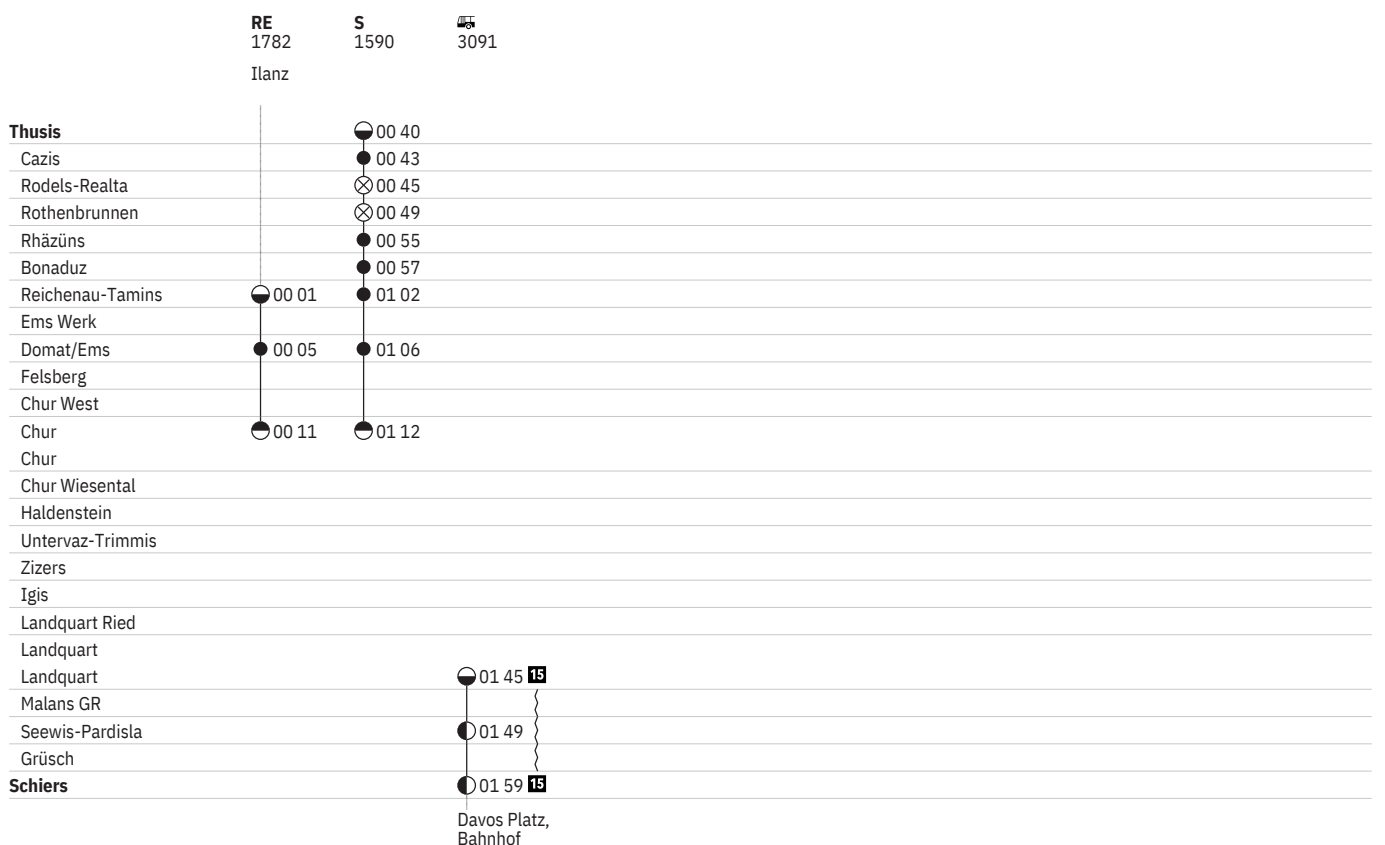 RE S
1782 1590 3091
Ilanz
Thusis 00 40
Cazis 00 43
Rodels-Realta 00 45
Rothenbrunnen 00 49
Rhäzüns 00 55
Bonaduz 00 57
Reichenau-Tamins 00 01 01 02
Ems Werk
Domat/Ems 00 05 01 06
Felsberg
Chur West
Chur 00 11 01 12
Chur
Chur Wiesental
Haldenstein
Untervaz-Trimmis
Zizers
Igis
Landquart Ried
Landquart
Landquart 01 45 15
Malans GR
Seewis-Pardisla 01 49
Grüsch
Schiers 01 59 15
Davos Platz,
Bahnhof